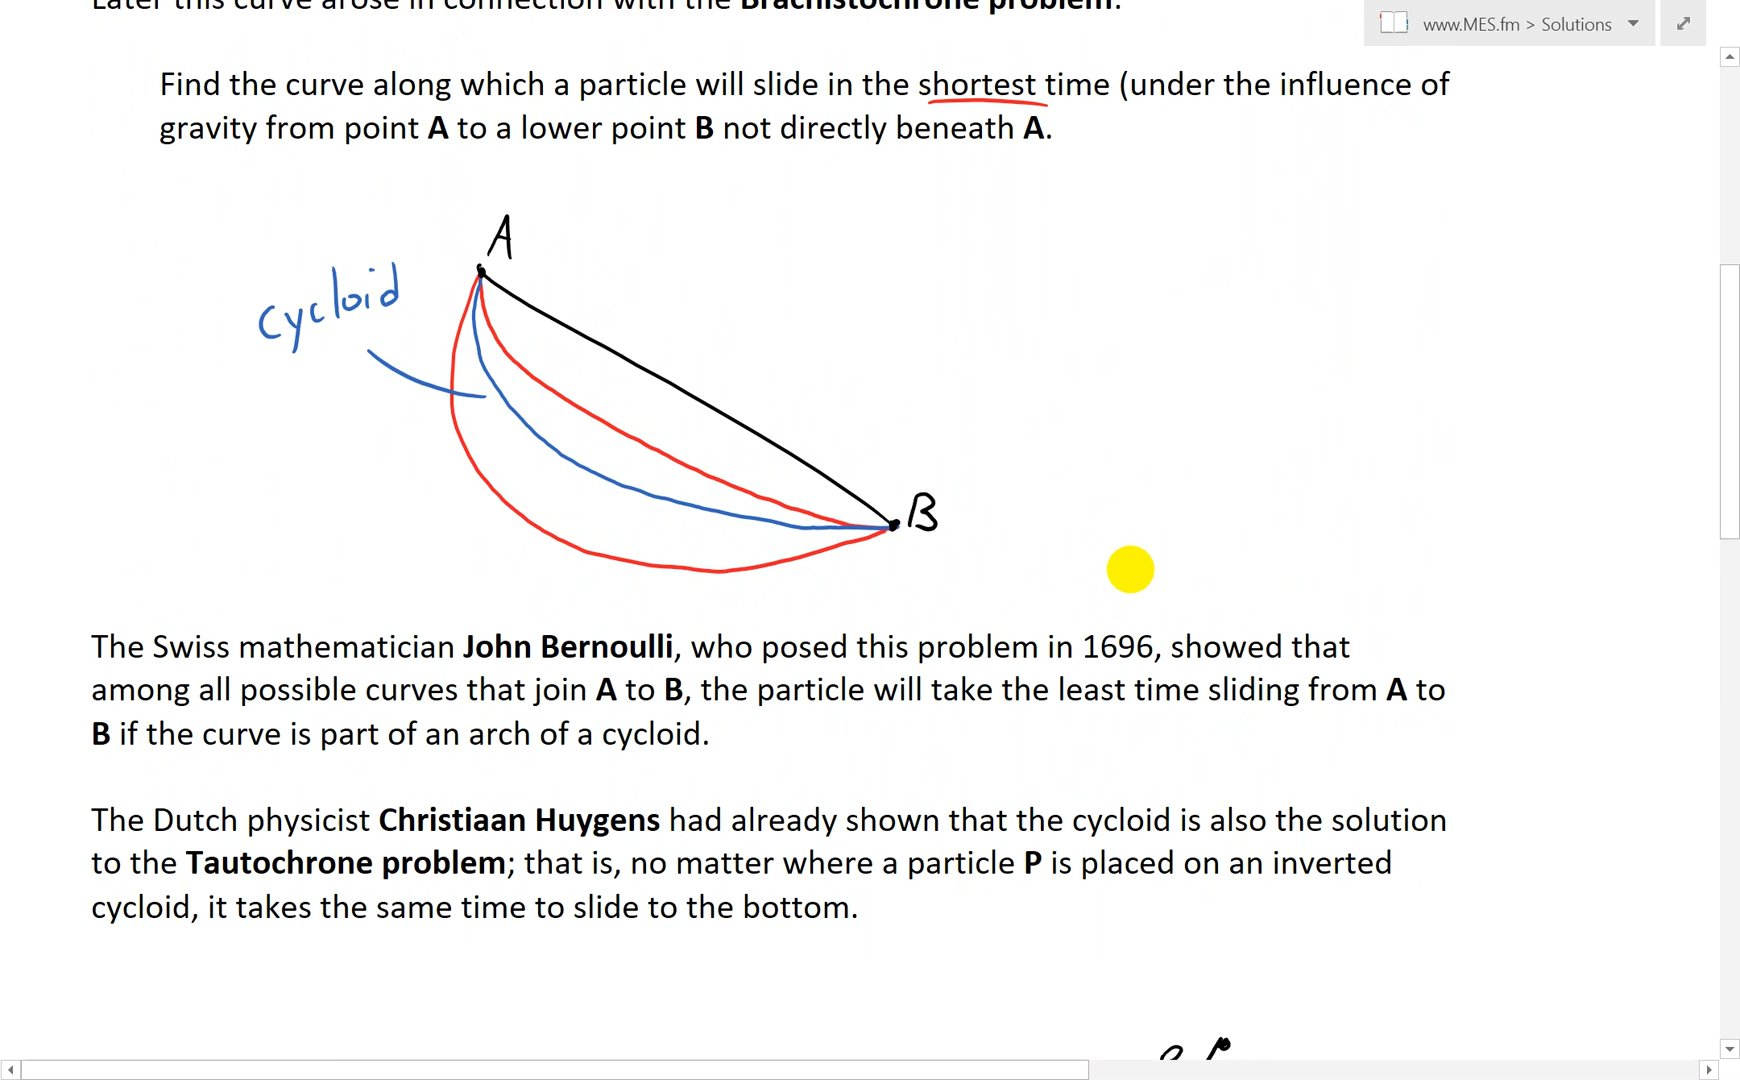 Later this curve arose in connection with the Brachistochrone problem:
www.MES.fm > Solutions
Find the curve along which a particle will slide in the shortest time (under the influence of
gravity from point A to a lower point B not directly beneath A.
A
Cycloid
B
The Swiss mathematician John Bernoulli, who posed this problem in 1696, showed that
among all possible curves that join A to B, the particle will take the least time sliding from A to
B if the curve is part of an arch of a cycloid.
The Dutch physicist Christiaan Huygens had already shown that the cycloid is also the solution
to the Tautochrone problem; that is, no matter where a particle P is placed on an inverted
cycloid, it takes the same time to slide to the bottom.